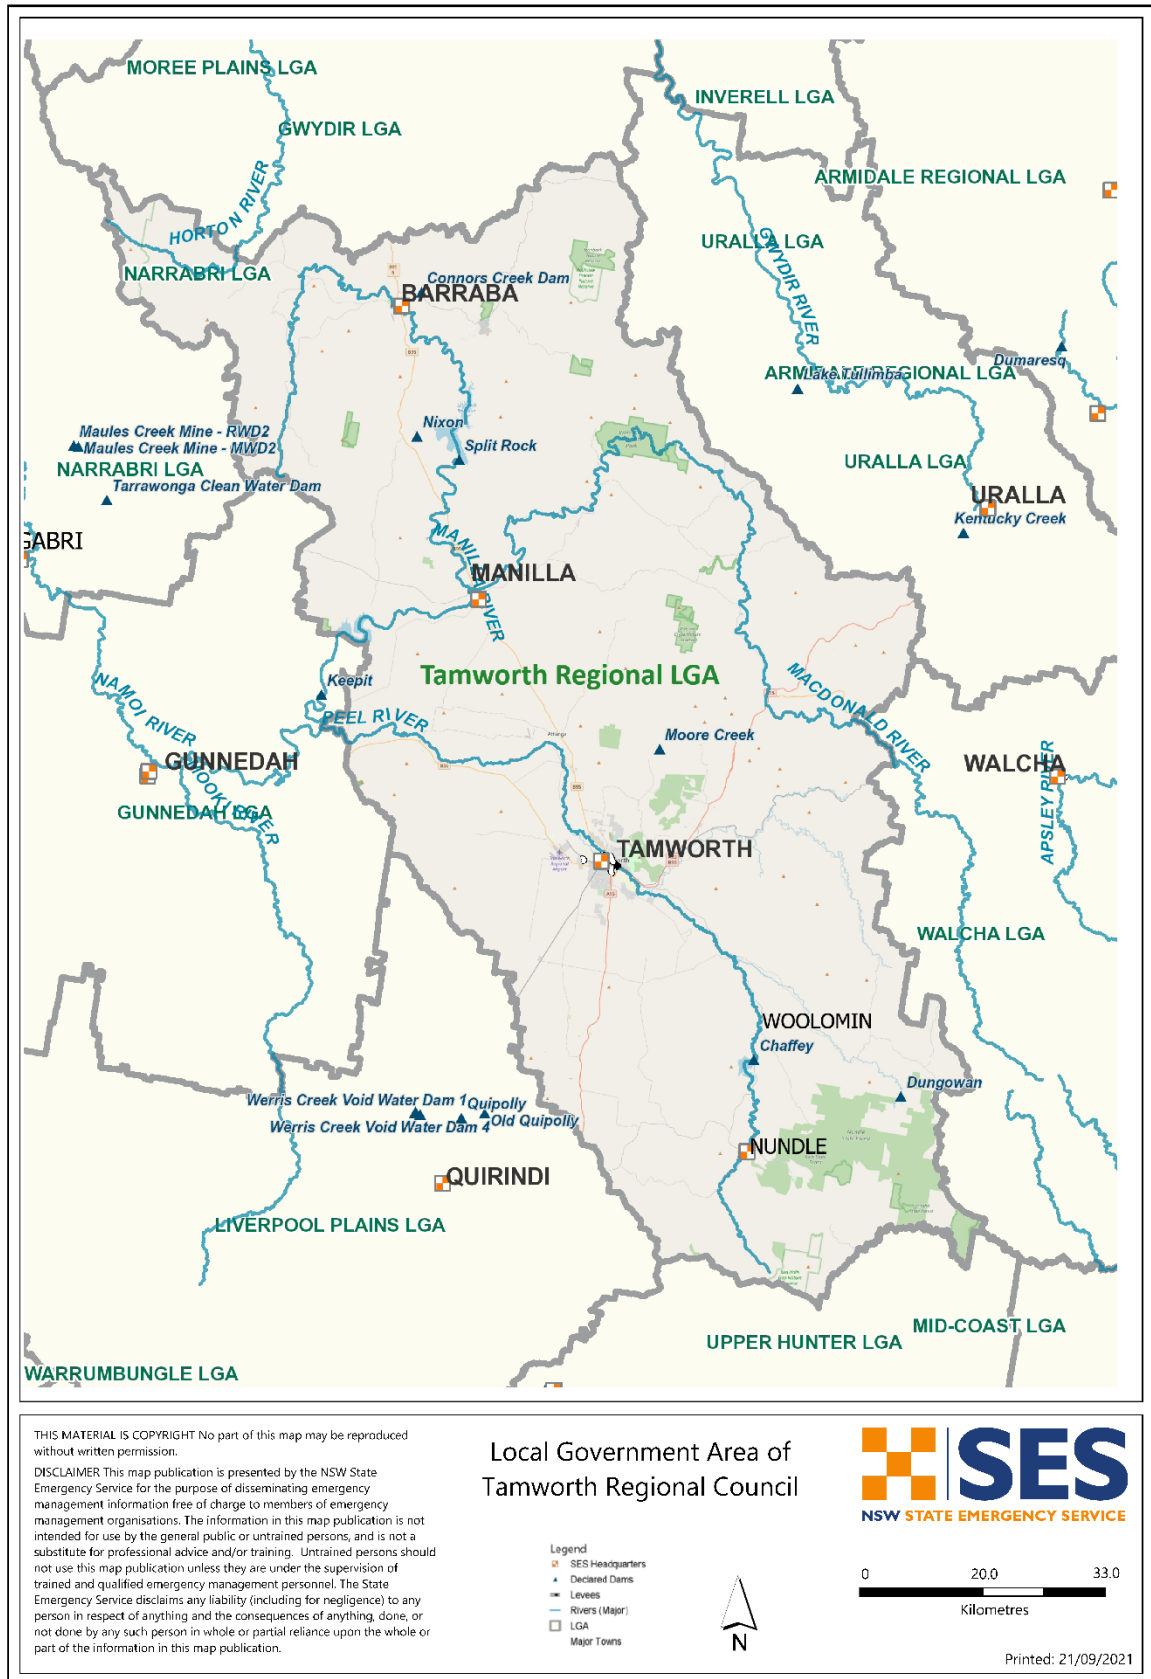 MOREE PLAINS LGA
INVERELL LGA
GWYDIR LGA
ARMIDALE REGIONAL LGA
HORTON RIVER
GWYDIR RIVER
URALLA LGA
NARRABRI LGA
Connors Creek Dam
BARRABA
Dumaresq
ARMIDALE REGIONAL LGA
Lake Tullimba
Nixon
Maules Creek Mine - RWD2
Maules Creek Mine - MWD2
Split Rock
NARRABRI LGA
URALLA LGA
Tarrawonga Clean Water Dam
URALLA
Kentucky Creek
GABRI
MANILLA RIVER
MANILLA
Tamworth Regional LGA
Keepit
NAMOI RIVER
MACDONALD RIVER
PEEL RIVER
Attunga
Moore Creek
GUNNEDAH
WALCHA
MOOKI RIVER
APSLEY RIVER
GUNNEDAH LGA
TAMWORTH
WALCHA LGA
WOOLOMIN
Chaffey
Dungowan
Werris Creek Void Water Dam 1
Quipolly
Werris Creek Void Water Dam 4
Old Quipolly
NUNDLE
QUIRINDI
LIVERPOOL PLAINS LGA
MID-COAST LGA
UPPER HUNTER LGA
WARRUMBUNGLE LGA
THIS MATERIAL IS COPYRIGHT No part of this map may be reproduced
without written permission.
DISCLAIMER This map publication is presented by the NSW State
Emergency Service for the purpose of disseminating emergency
management information free of charge to members of emergency
management organisations. The information in this map publication is not
intended for use by the general public or untrained persons, and is not a
substitute for professional advice and/or training. Untrained persons should
not use this map publication unless they are under the supervision of
trained and qualified emergency management personnel. The State
Emergency Service disclaims any liability (including for negligence) to any
person in respect of anything and the consequences of anything, done, or
not done by any such person in whole or partial reliance upon the whole or
part of the information in this map publication.
Local Government Area of
Tamworth Regional Council
Legend
SES Headquarters
Declared Dams
Levees
Rivers (Major)
LGA
Major Towns
N
SES
NSW STATE EMERGENCY SERVICE
0 20.0 33.0
Kilometres
Printed: 21/09/2021